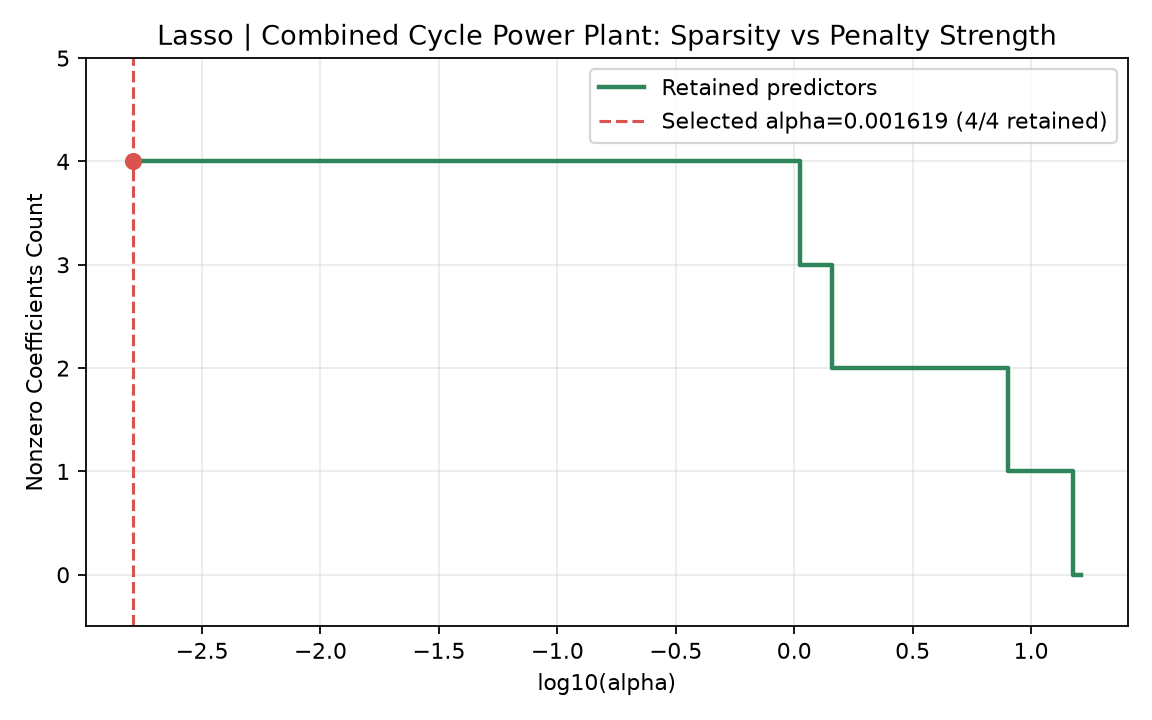 Lasso | Combined Cycle Power Plant: Sparsity vs Penalty Strength
Retained predictors
Selected alpha=0.001619 (4/4 retained)
Nonzero Coefficients Count
5
4
3
2
1
0
−2.5 −2.0 −1.5 −1.0 −0.5 0.0 0.5 1.0
log10(alpha)